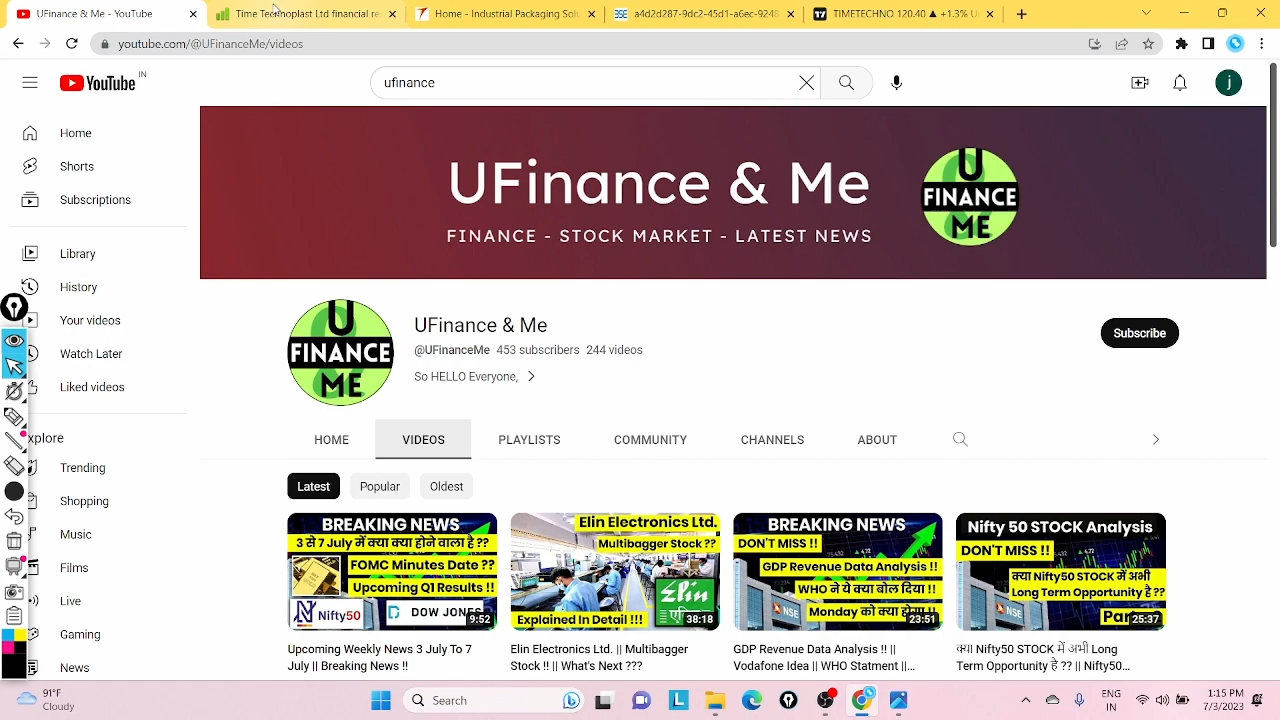 UFinance & Me - YouTube
Time Technoplast Ltd financial re
Home - Industrial Packaging Solu
a4d2d287-9dc2-45d1-a6ec-9248
TIMETECHNO 120.40 ▲ +1.3% U
youtube.com/@UFinanceMe/videos
YouTube IN
ufinance
j
Home
Shorts
Subscriptions
Library
History
Your videos
Watch Later
Liked videos
xplore
Trending
Shopping
Music
Films
Live
Gaming
News
UFinance & Me
FINANCE - STOCK MARKET - LATEST NEWS
U
FINANCE
ME
U
FINANCE
ME
UFinance & Me
@UFinanceMe 453 subscribers 244 videos
So HELLO Everyone,
Subscribe
HOME VIDEOS PLAYLISTS COMMUNITY CHANNELS ABOUT
Latest Popular Oldest
BREAKING NEWS
3 से 7 July में क्या क्या होने वाला है ??
FOMC Minutes Date ??
Upcoming Q1 Results !!
Nifty50 DOW JONES
9:52
Upcoming Weekly News 3 July To 7
July || Breaking News !!
Elin Electronics Ltd.
Multibagger Stock ??
एलिन
Explained In Detail !!!
38:18
Elin Electronics Ltd. || Multibagger
Stock !! || What's Next ???
BREAKING NEWS
DON'T MISS !!
GDP Revenue Data Analysis !!
WHO ने ये क्या बोल दिया !!
NSE
Monday को क्या होगा !!
23:51
GDP Revenue Data Analysis !! ||
Vodafone Idea || WHO Statment ||...
Nifty 50 STOCK Analysis
DON'T MISS !!
क्या Nifty50 STOCK में अभी
Long Term Opportunity है ??
NSE
25:37
क्या Nifty50 STOCK में अभी Long
Term Opportunity है ?? || Nifty50...
91°F
Cloudy
Search
ENG
IN
1:15 PM
7/3/2023